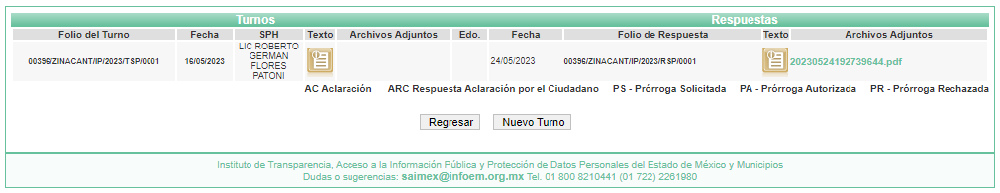 Turnos Respuestas
Folio del Turno Fecha SPH Texto Archivos Adjuntos Edo. Fecha Folio de Respuesta Texto Archivos Adjuntos
00396/ZINACANT/IP/2023/TSP/0001 16/05/2023 LIC ROBERTO GERMAN FLORES PATONI 24/05/2023 00396/ZINACANT/IP/2023/RSP/0001 20230524192739644.pdf
AC Aclaración ARC Respuesta Aclaración por el Ciudadano PS - Prórroga Solicitada PA - Prórroga Autorizada PR - Prórroga Rechazada
Regresar Nuevo Turno
Instituto de Transparencia, Acceso a la Información Pública y Protección de Datos Personales del Estado de México y Municipios
Dudas o sugerencias: saimex@infoem.org.mx Tel. 01 800 8210441 (01 722) 2261980